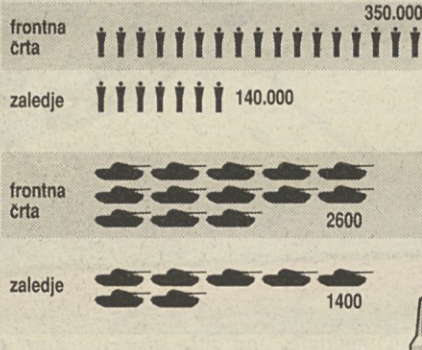 350.000
frontna
črta
zaledje
140.000
frontna
črta
2600
zaledje
1400